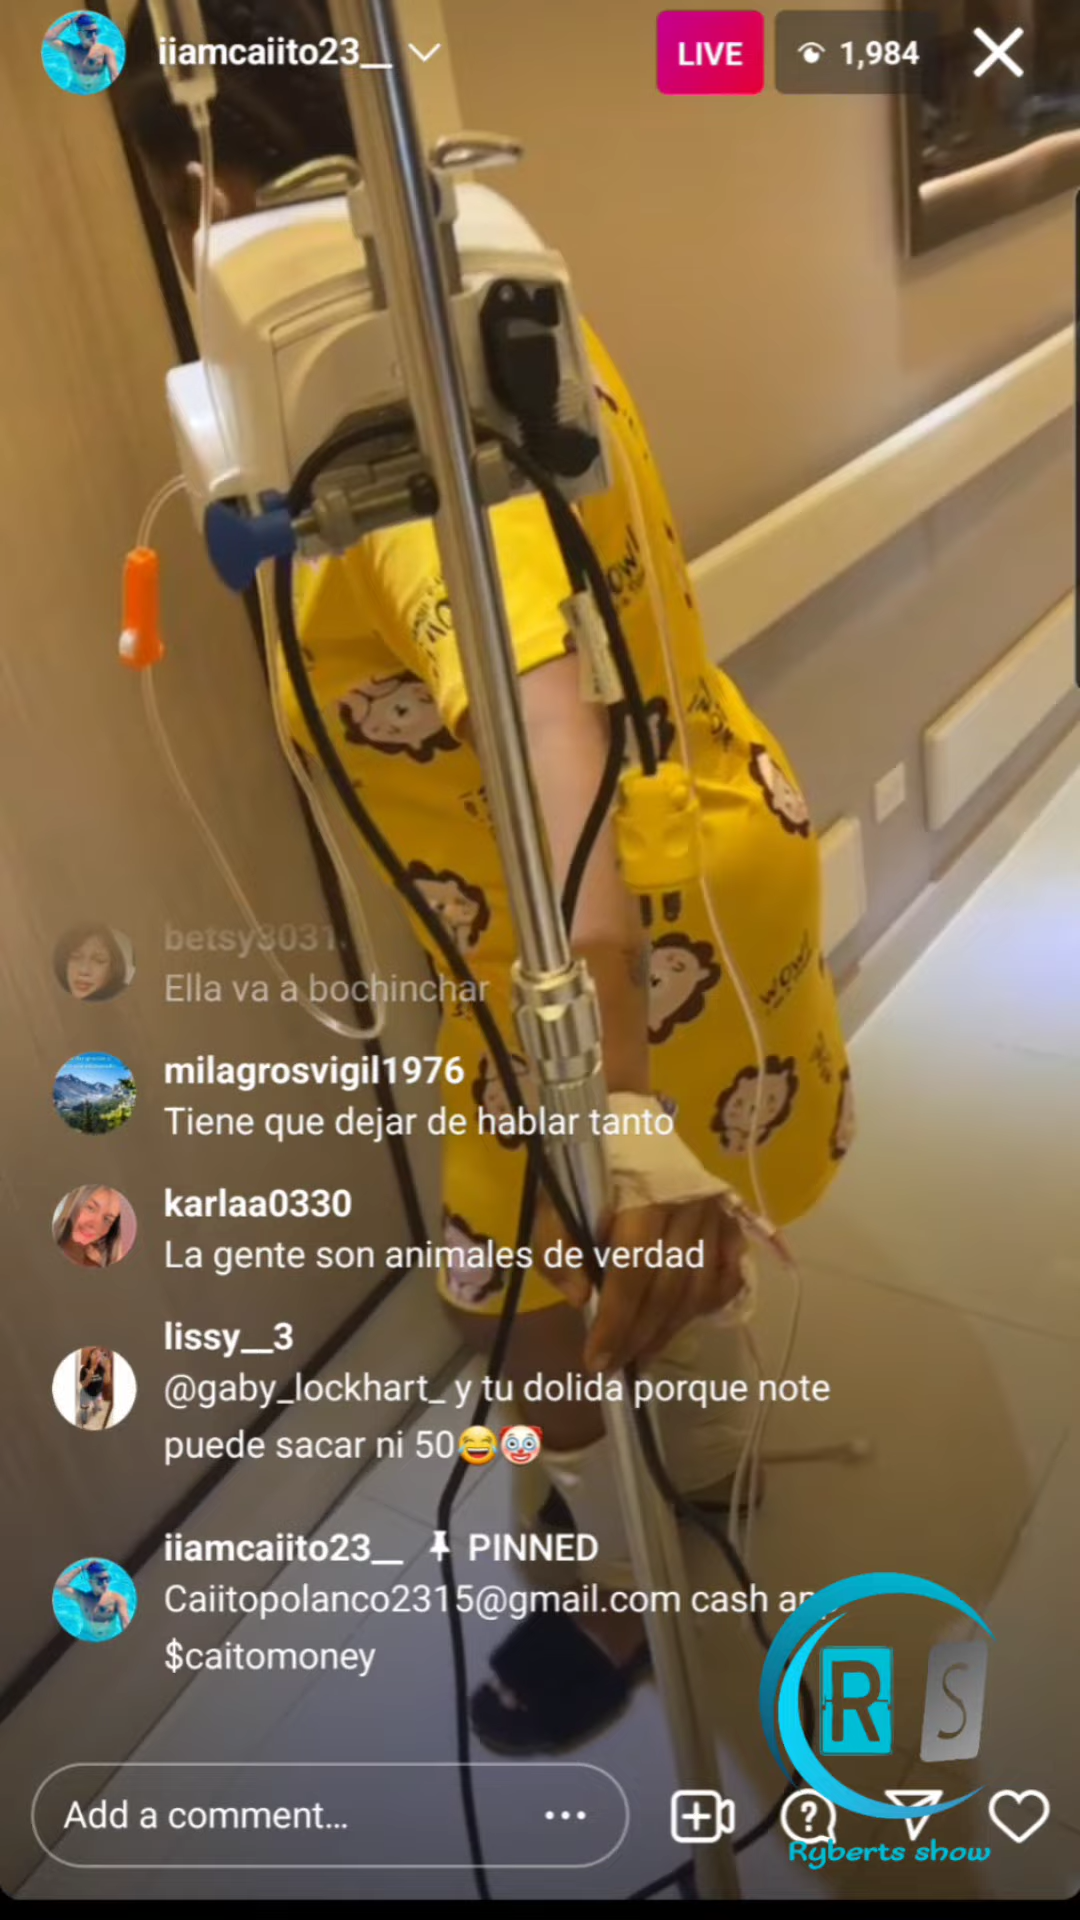 iiamcaiito23__
LIVE
1,984
betsy3031.
Ella va a bochinchar
milagrosvigil1976
Tiene que dejar de hablar tanto
karlaa0330
La gente son animales de verdad
lissy__3
@gaby_lockhart_ y tu dolida porque note
puede sacar ni 50😂🤡
iiamcaiito23__ PINNED
Caiitopolanco2315@gmail.com cash
$caitomoney
R S
Add a comment...
Ryberts show